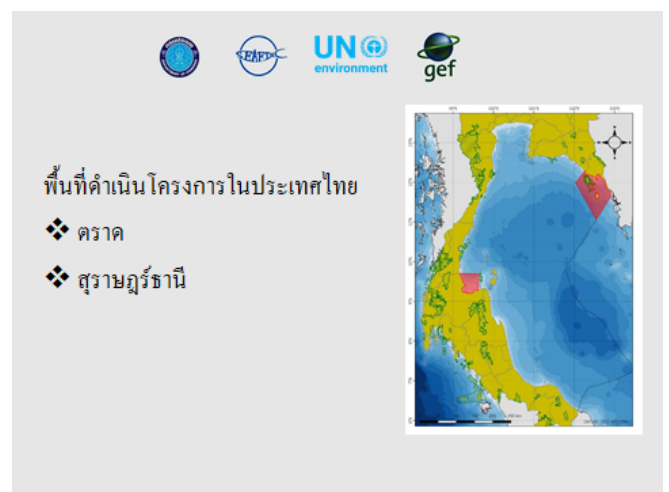 SEAFDEC
UN
environment
gef
พื้นที่ดำเนินโครงการในประเทศไทย
❖ ตราด
❖ สุราษฎร์ธานี